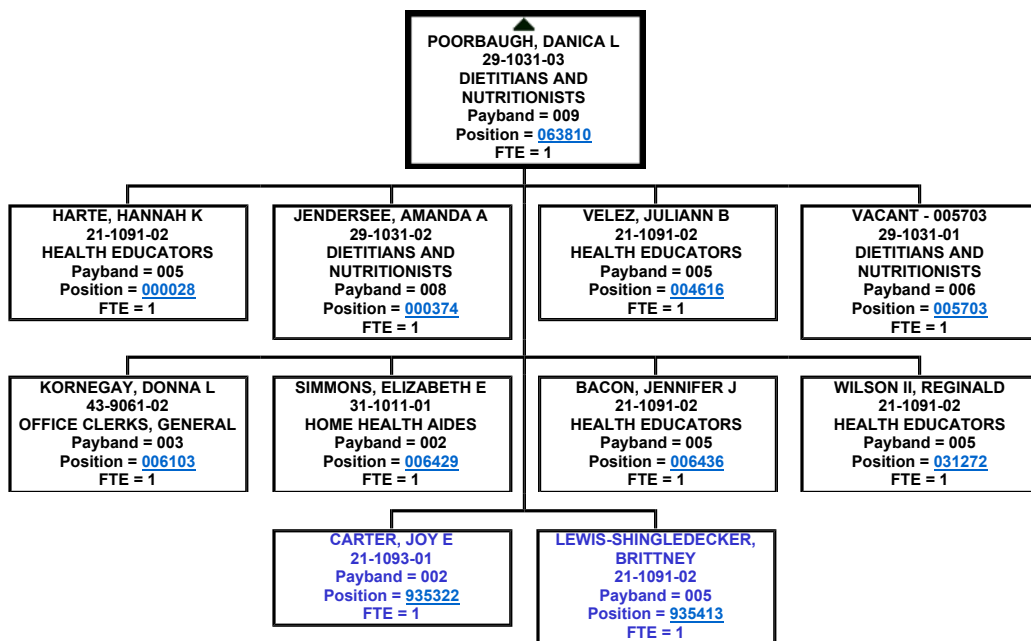 POORBAUGH, DANICA L
29-1031-03
DIETITIANS AND
NUTRITIONISTS
Payband = 009
Position = 063810
FTE = 1
HARTE, HANNAH K
21-1091-02
HEALTH EDUCATORS
Payband = 005
Position = 000028
FTE = 1
JENDERSEE, AMANDA A
29-1031-02
DIETITIANS AND
NUTRITIONISTS
Payband = 008
Position = 000374
FTE = 1
VELEZ, JULIANN B
21-1091-02
HEALTH EDUCATORS
Payband = 005
Position = 004616
FTE = 1
VACANT - 005703
29-1031-01
DIETITIANS AND
NUTRITIONISTS
Payband = 006
Position = 005703
FTE = 1
KORNEGAY, DONNA L
43-9061-02
OFFICE CLERKS, GENERAL
Payband = 003
Position = 006103
FTE = 1
SIMMONS, ELIZABETH E
31-1011-01
HOME HEALTH AIDES
Payband = 002
Position = 006429
FTE = 1
BACON, JENNIFER J
21-1091-02
HEALTH EDUCATORS
Payband = 005
Position = 006436
FTE = 1
WILSON II, REGINALD
21-1091-02
HEALTH EDUCATORS
Payband = 005
Position = 031272
FTE = 1
CARTER, JOY E
21-1093-01
Payband = 002
Position = 935322
FTE = 1
LEWIS-SHINGLEDECKER,
BRITTNEY
21-1091-02
Payband = 005
Position = 935413
FTE = 1